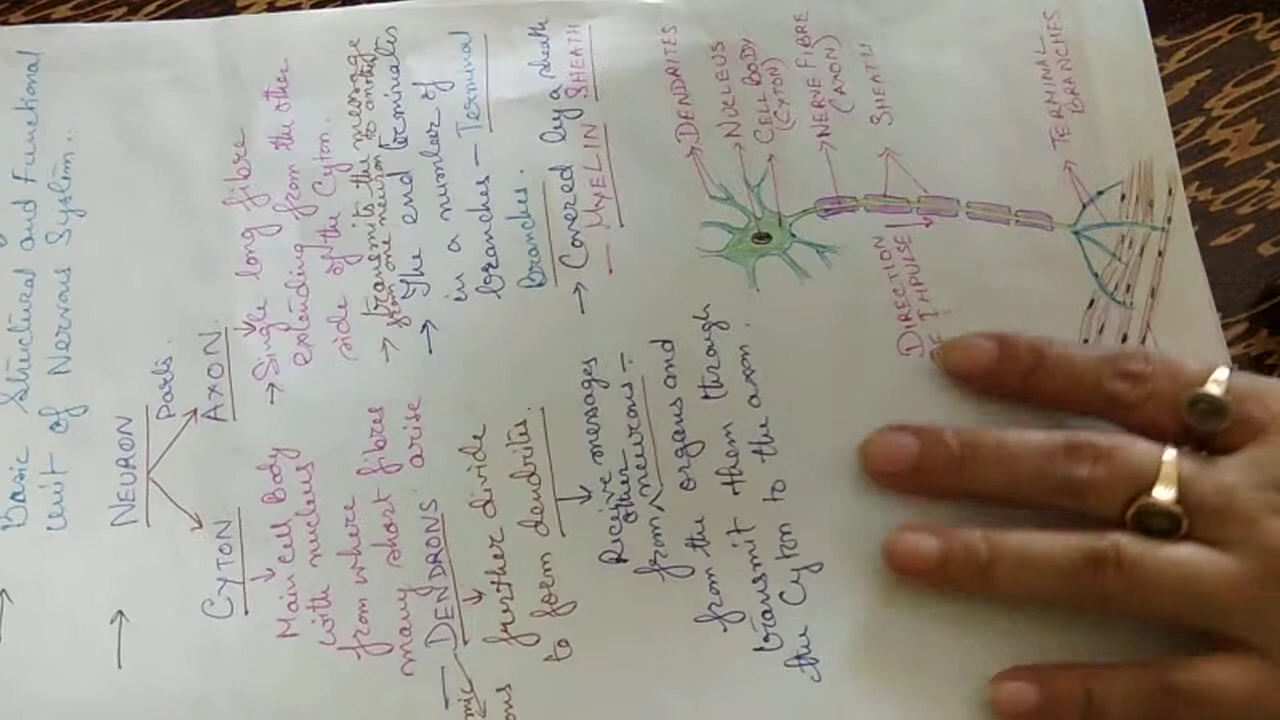 Basic Structural and Functional
unit of Nervous System.
NEURON
Parts
CYTON
Main cell Body
with nucleus
from where
many short fibres
— DENDRONS arise
further divide
to form dendrites
Receive messages
other
from neurons
from the organs and
transmit them through
the Cyton to the axon.
AXON
→ Single long fibre
extending from the other
side of the Cyton.
→ transmits the message
from one neuron to another
→ The end terminates
in a number of
branches — Terminal
Branches.
→ Covered by a sheath
— MYELIN SHEATH
DENDRITES
NUCLEUS
CELL BODY
(CYTON)
NERVE FIBRE
(AXON)
SHEATH
TERMINAL
BRANCHES
DIRECTION
OF IMPULSE